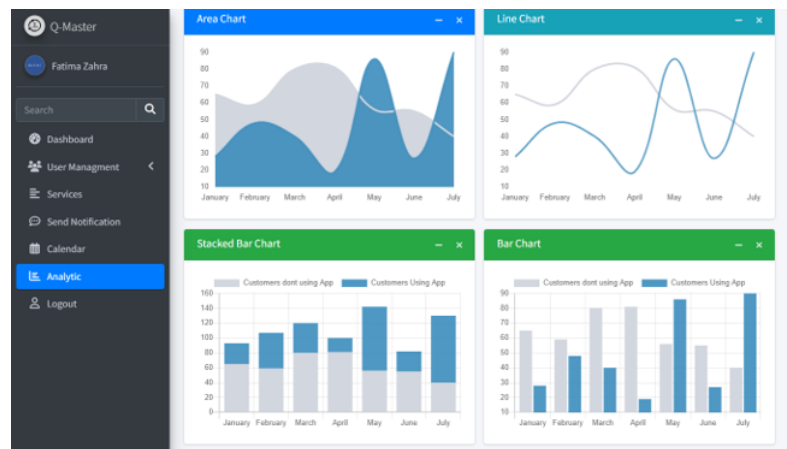 Q-Master
Fatima Zahra
Search
Dashboard
User Managment
Services
Send Notification
Calendar
Analytic
Logout
Area Chart
90
80
70
60
50
40
30
20
10
January February March April May June July
Line Chart
90
80
70
60
50
40
30
20
10
January February March April May June July
Stacked Bar Chart
Customers dont using App Customers Using App
160
140
120
100
80
60
40
20
0
January February March April May June July
Bar Chart
Customers dont using App Customers Using App
90
80
70
60
50
40
30
20
10
January February March April May June July